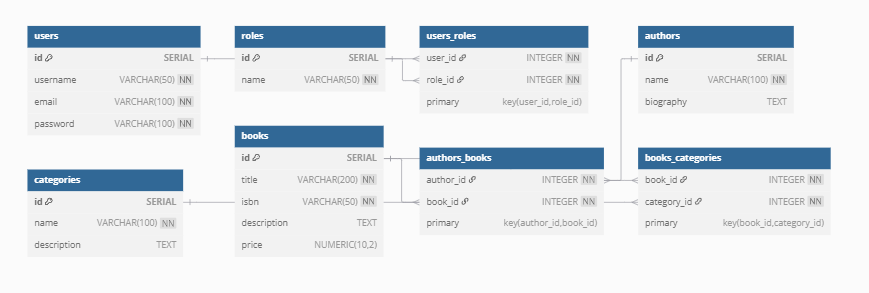 users
id SERIAL
username VARCHAR(50) NN
email VARCHAR(100) NN
password VARCHAR(100) NN
roles
id SERIAL
name VARCHAR(50) NN
users_roles
user_id INTEGER NN
role_id INTEGER NN
primary key(user_id,role_id)
authors
id SERIAL
name VARCHAR(100) NN
biography TEXT
categories
id SERIAL
name VARCHAR(100) NN
description TEXT
books
id SERIAL
title VARCHAR(200) NN
isbn VARCHAR(50) NN
description TEXT
price NUMERIC(10,2)
authors_books
author_id INTEGER NN
book_id INTEGER NN
primary key(author_id,book_id)
books_categories
book_id INTEGER NN
category_id INTEGER NN
primary key(book_id,category_id)